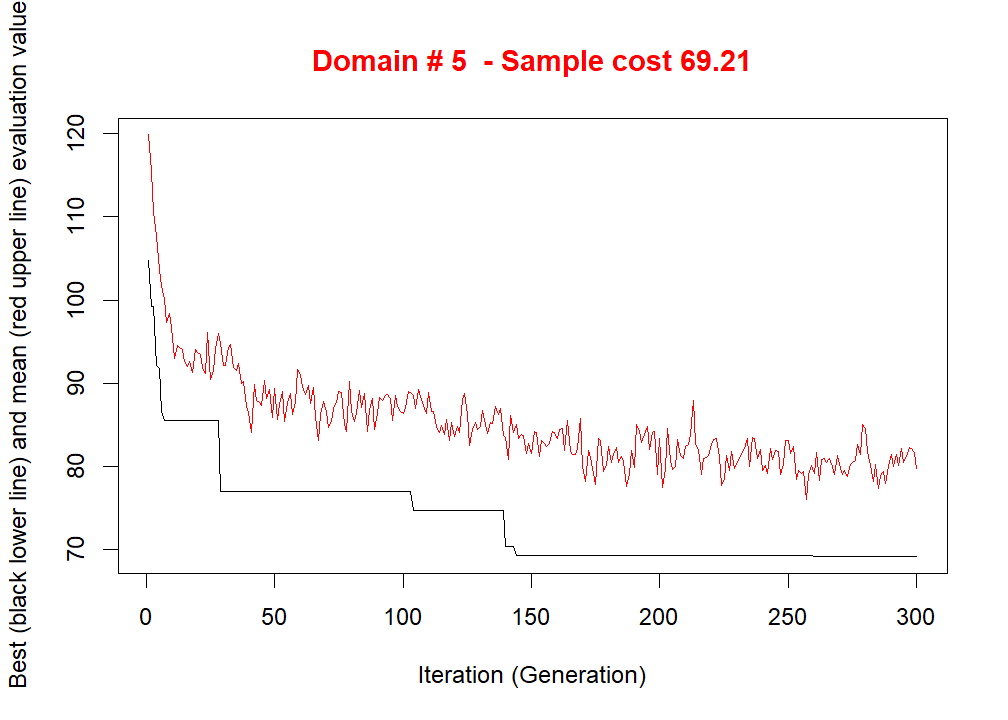 Domain # 5  - Sample cost 69.21
Best (black lower line) and mean (red upper line) evaluation value
120
110
100
90
80
70
0 50 100 150 200 250 300
Iteration (Generation)